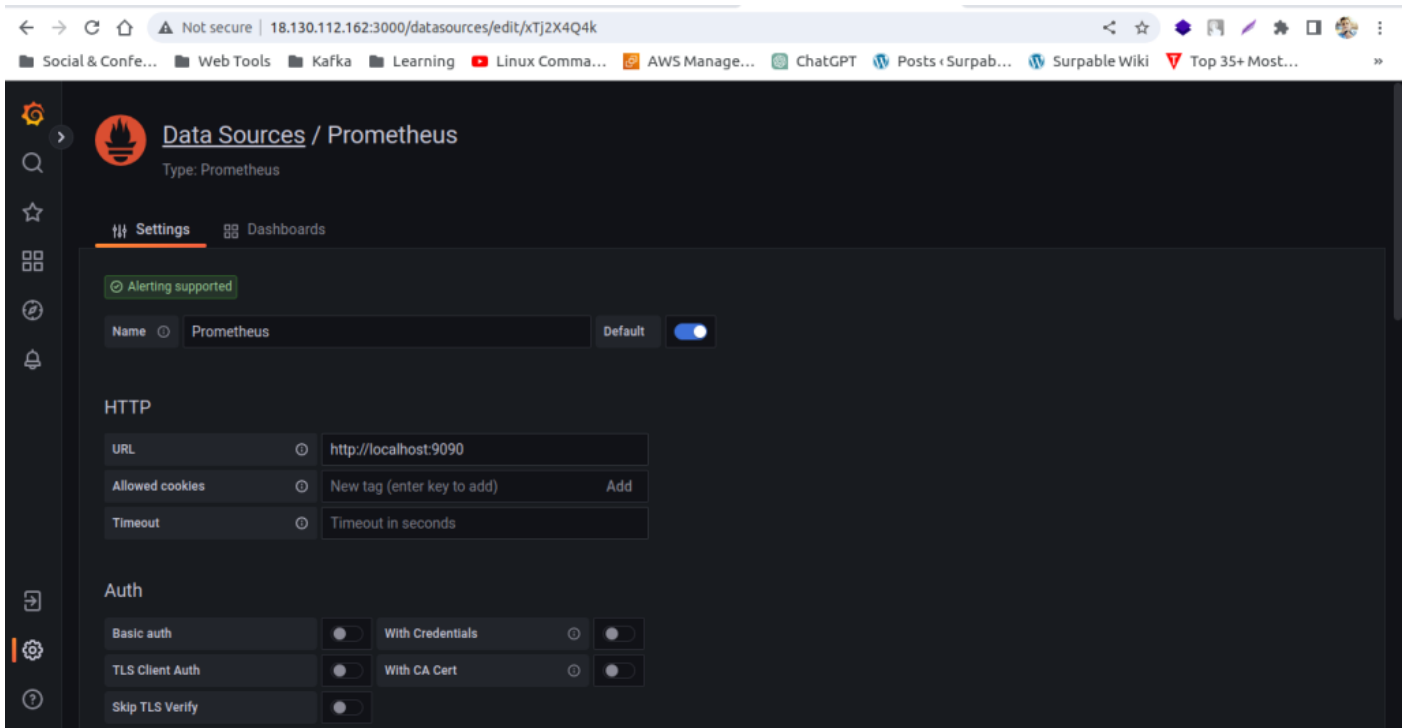 Not secure | 18.130.112.162:3000/datasources/edit/xTj2X4Q4k
Social & Confe... Web Tools Kafka Learning Linux Comma... AWS Manage... ChatGPT Posts ‹ Surpab... Surpable Wiki Top 35+ Most... »
Data Sources / Prometheus
Type: Prometheus
Settings Dashboards
Alerting supported
Name Prometheus Default
HTTP
URL http://localhost:9090
Allowed cookies New tag (enter key to add) Add
Timeout Timeout in seconds
Auth
Basic auth With Credentials
TLS Client Auth With CA Cert
Skip TLS Verify